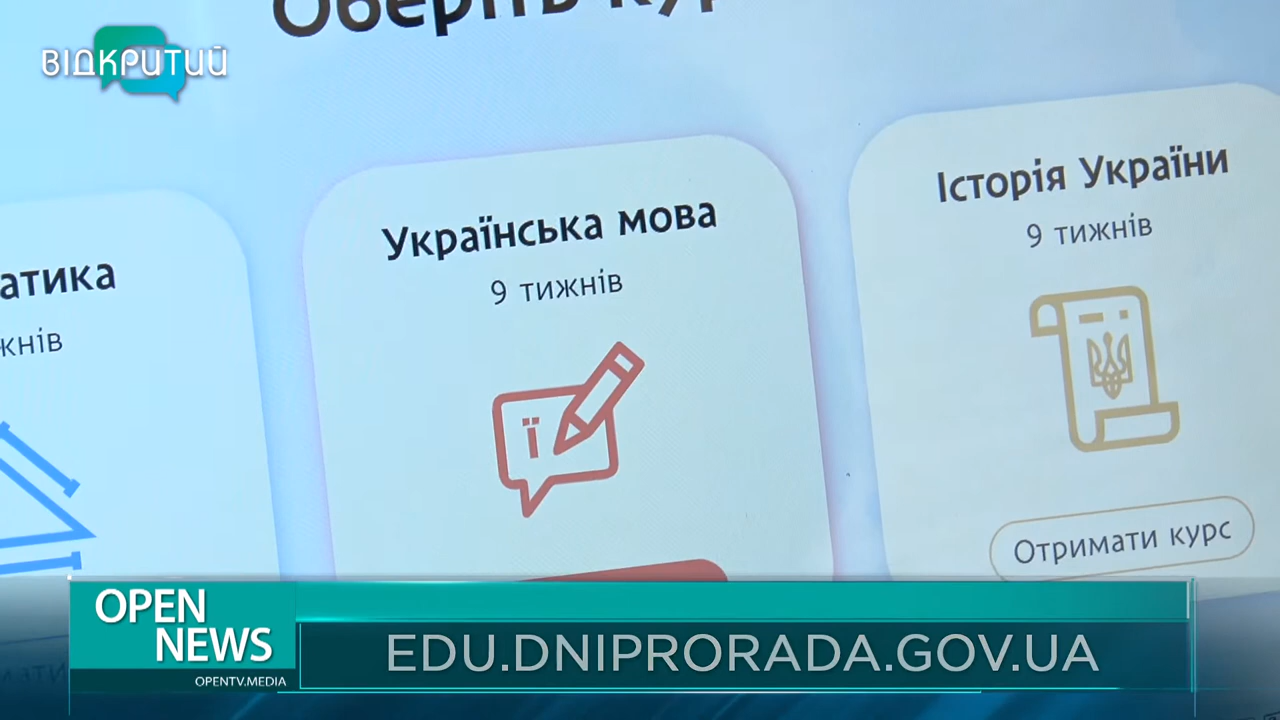 Оберіть
ВІДКРИТИЙ
Історія України
9 тижнів
Українська мова
9 тижнів
ї
Отримати курс
OPEN
NEWS
OPENTV.MEDIA
EDU.DNIPRORADA.GOV.UA